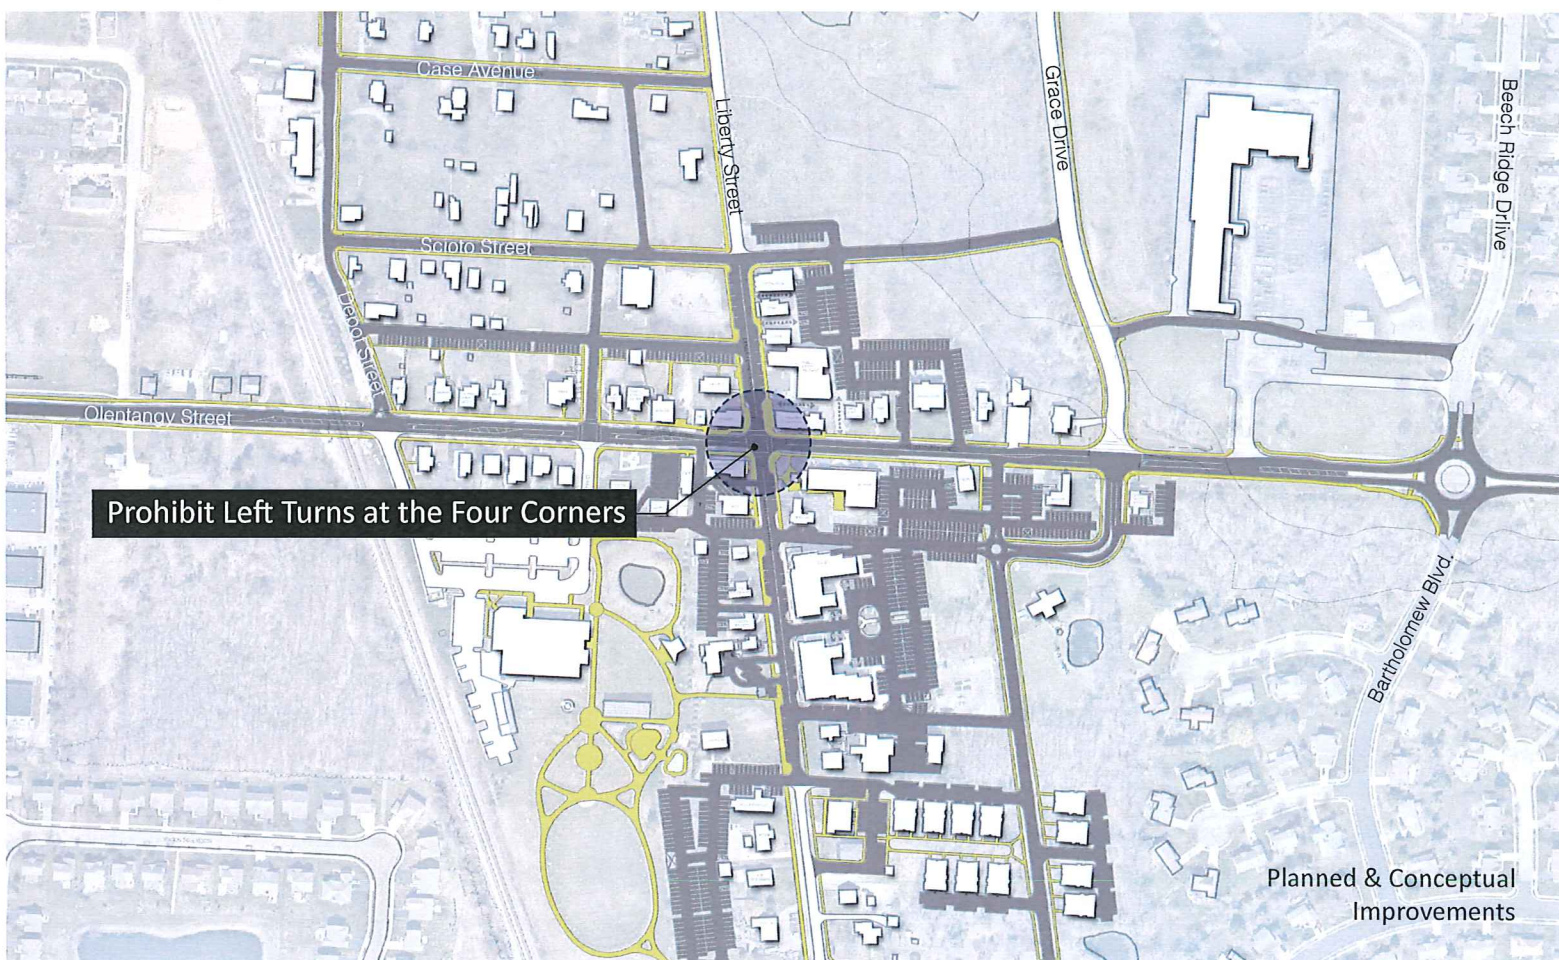 Case Avenue
Liberty Street
Grace Drive
Beech Ridge Drlive
Scioto Street
Depot Street
Olentangy Street
Prohibit Left Turns at the Four Corners
Bartholomew Blvd.
Planned & Conceptual
Improvements